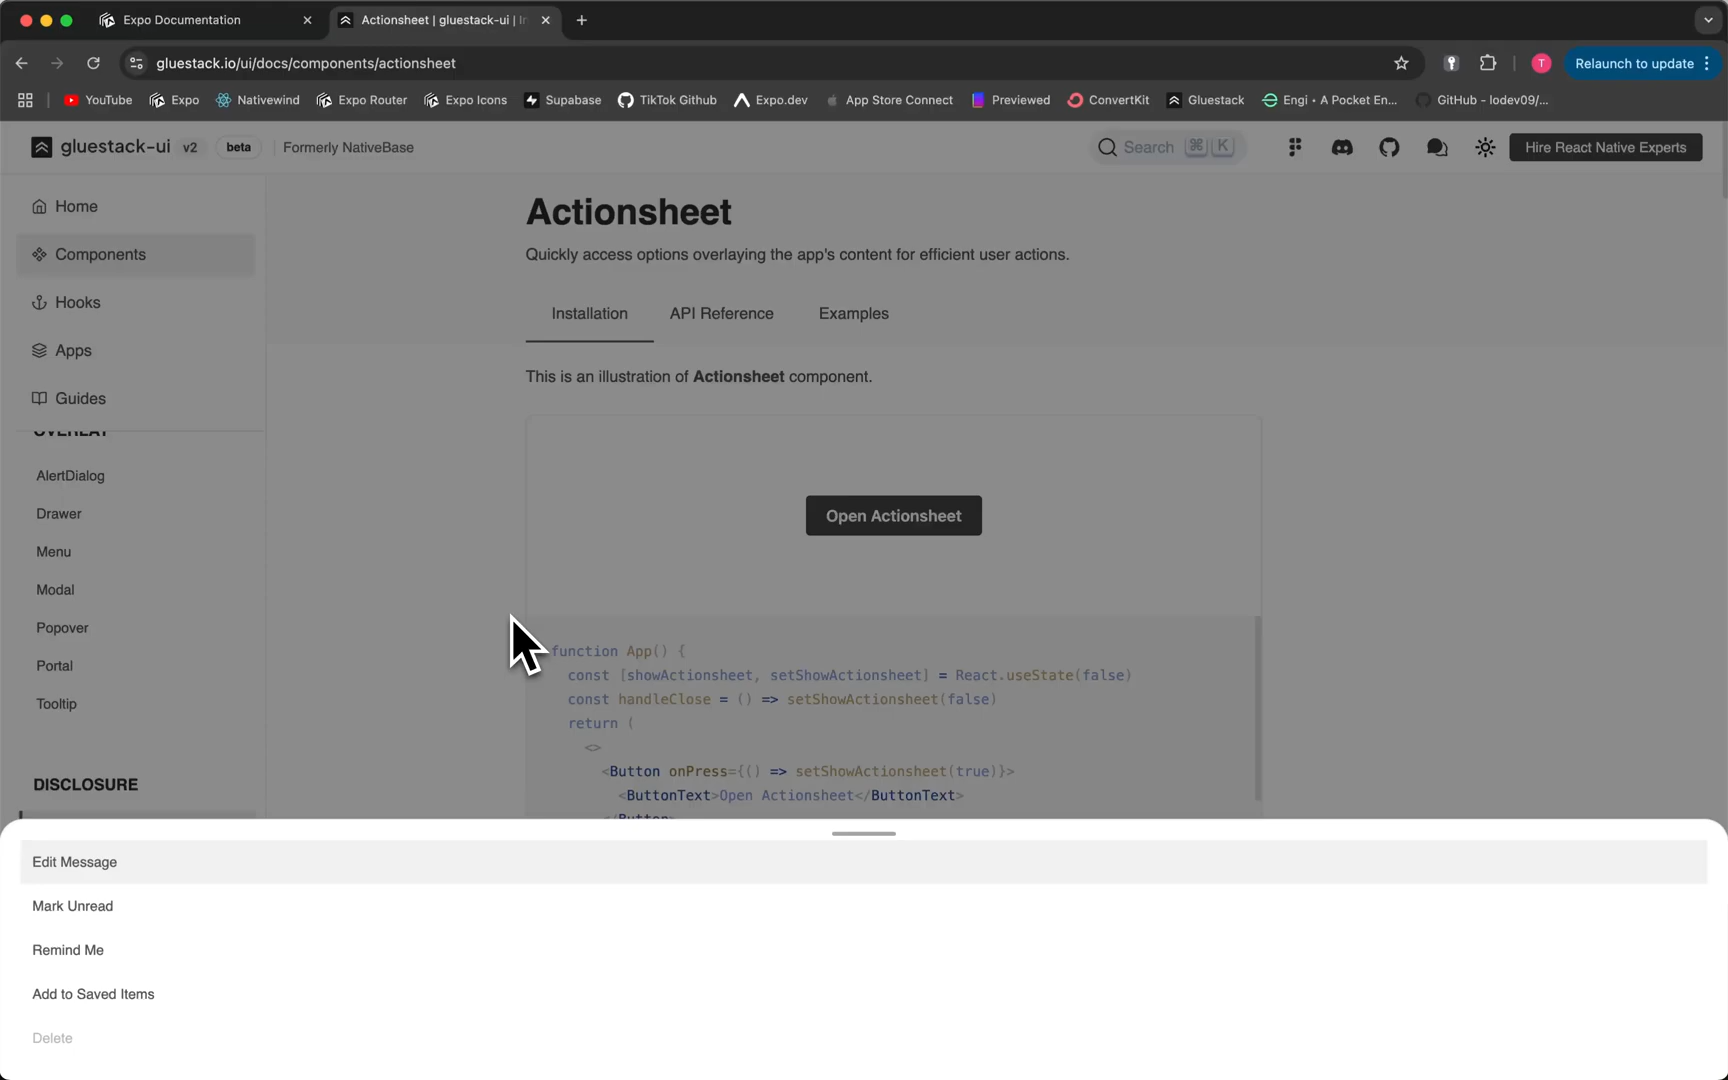 Expo Documentation
Actionsheet | gluestack-ui | In
gluestack.io/ui/docs/components/actionsheet
T
Relaunch to update
YouTube
Expo
Nativewind
Expo Router
Expo Icons
Supabase
TikTok Github
Expo.dev
App Store Connect
Previewed
ConvertKit
Gluestack
Engi • A Pocket En...
GitHub - lodev09/...
gluestack-ui v2
beta
Formerly NativeBase
Search ⌘ K
Hire React Native Experts
Home
Components
Hooks
Apps
Guides
OVERLAY
AlertDialog
Drawer
Menu
Modal
Popover
Portal
Tooltip
DISCLOSURE
Actionsheet
Quickly access options overlaying the app's content for efficient user actions.
Installation
API Reference
Examples
This is an illustration of Actionsheet component.
Open Actionsheet
function App() {
const [showActionsheet, setShowActionsheet] = React.useState(false)
const handleClose = () => setShowActionsheet(false)
return (
<>
<Button onPress={() => setShowActionsheet(true)}>
<ButtonText>Open Actionsheet</ButtonText>
</Button>
Edit Message
Mark Unread
Remind Me
Add to Saved Items
Delete